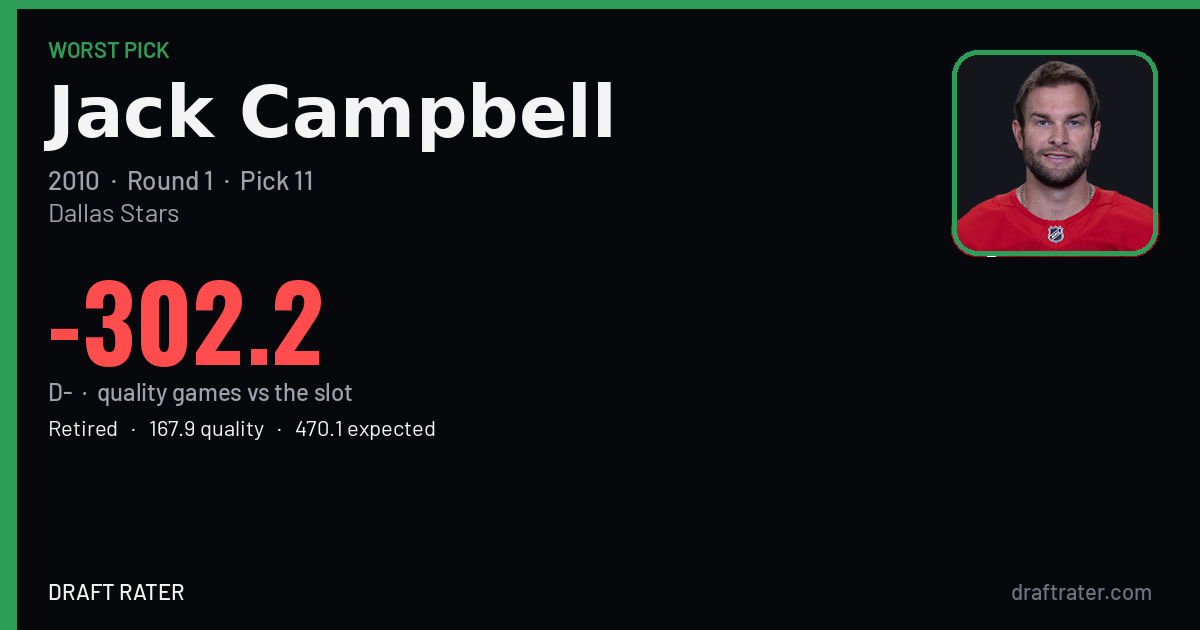 WORST PICK
Jack Campbell
2010 · Round 1 · Pick 11
Dallas Stars
-302.2
D- · quality games vs the slot
Retired · 167.9 quality · 470.1 expected
DRAFT RATER
draftrater.com